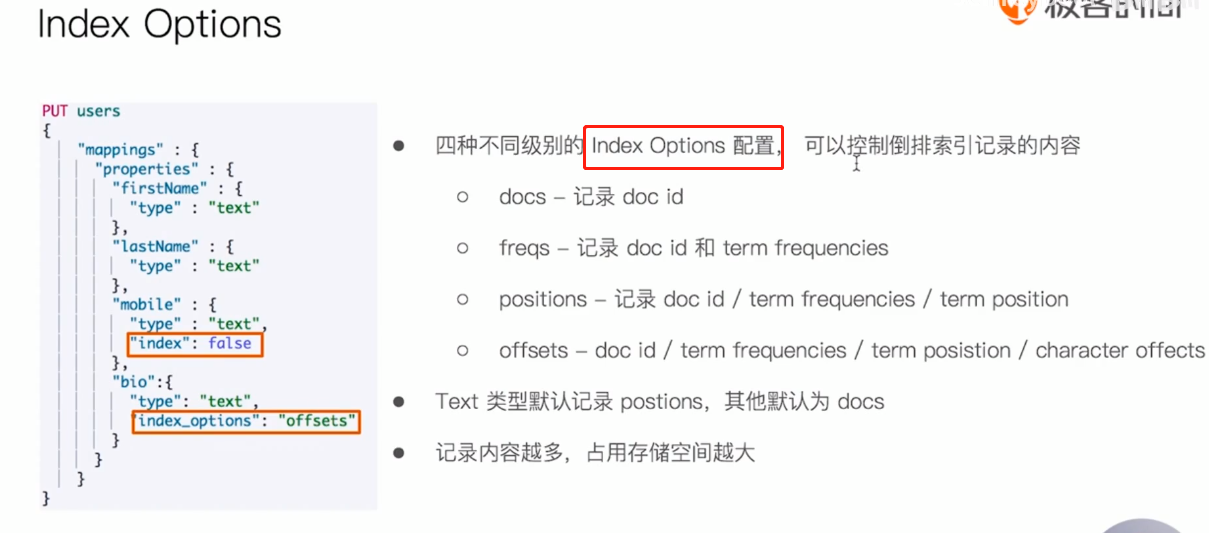 Index Options
极客时间
PUT users
{
"mappings" : {
"properties" : {
"firstName" : {
"type" : "text"
},
"lastName" : {
"type" : "text"
},
"mobile" : {
"type" : "text",
"index": false
},
"bio":{
"type": "text",
"index_options": "offsets"
}
}
}
}
● 四种不同级别的 Index Options 配置， 可以控制倒排索引记录的内容
○ docs – 记录 doc id
○ freqs – 记录 doc id 和 term frequencies
○ positions – 记录 doc id / term frequencies / term position
○ offsets – doc id / term frequencies / term posistion / character offects
● Text 类型默认记录 postions，其他默认为 docs
● 记录内容越多，占用存储空间越大